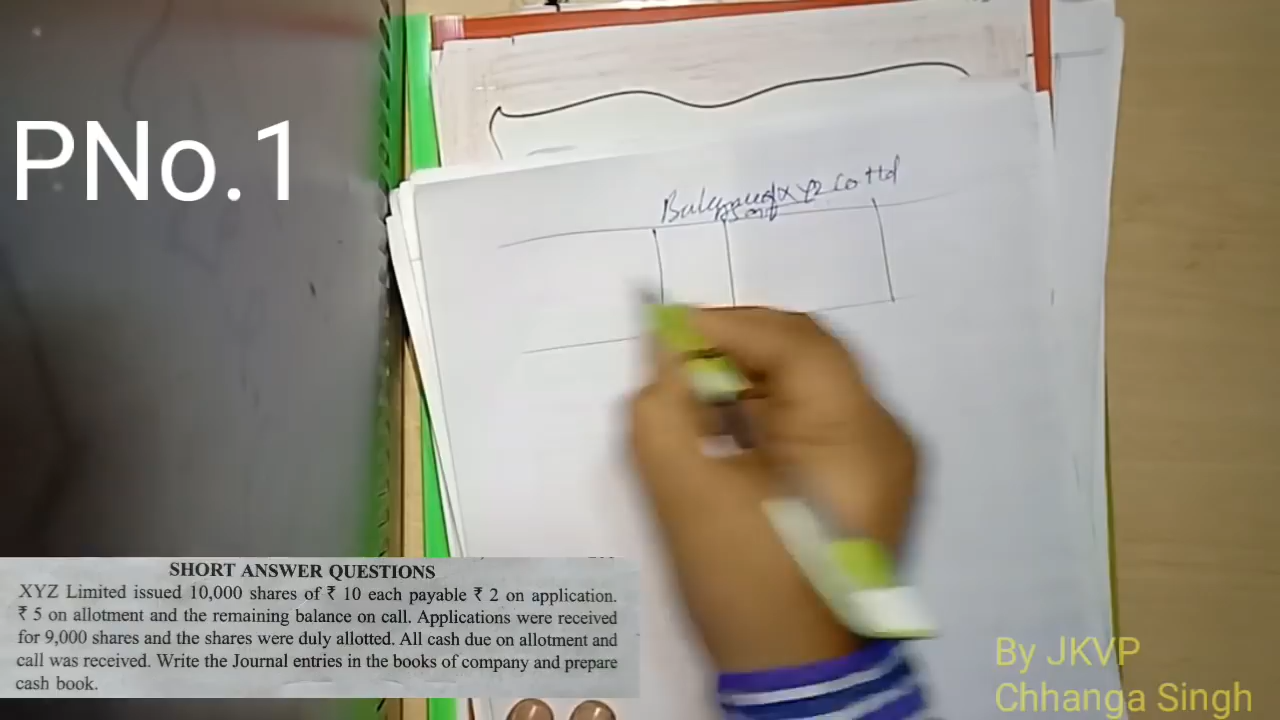 PNo.1
XYZ Co Ltd
SHORT ANSWER QUESTIONS
XYZ Limited issued 10,000 shares of ₹ 10 each payable ₹ 2 on application.
₹ 5 on allotment and the remaining balance on call. Applications were received
for 9,000 shares and the shares were duly allotted. All cash due on allotment and
call was received. Write the Journal entries in the books of company and prepare
cash book.
By JKVP
Chhanga Singh